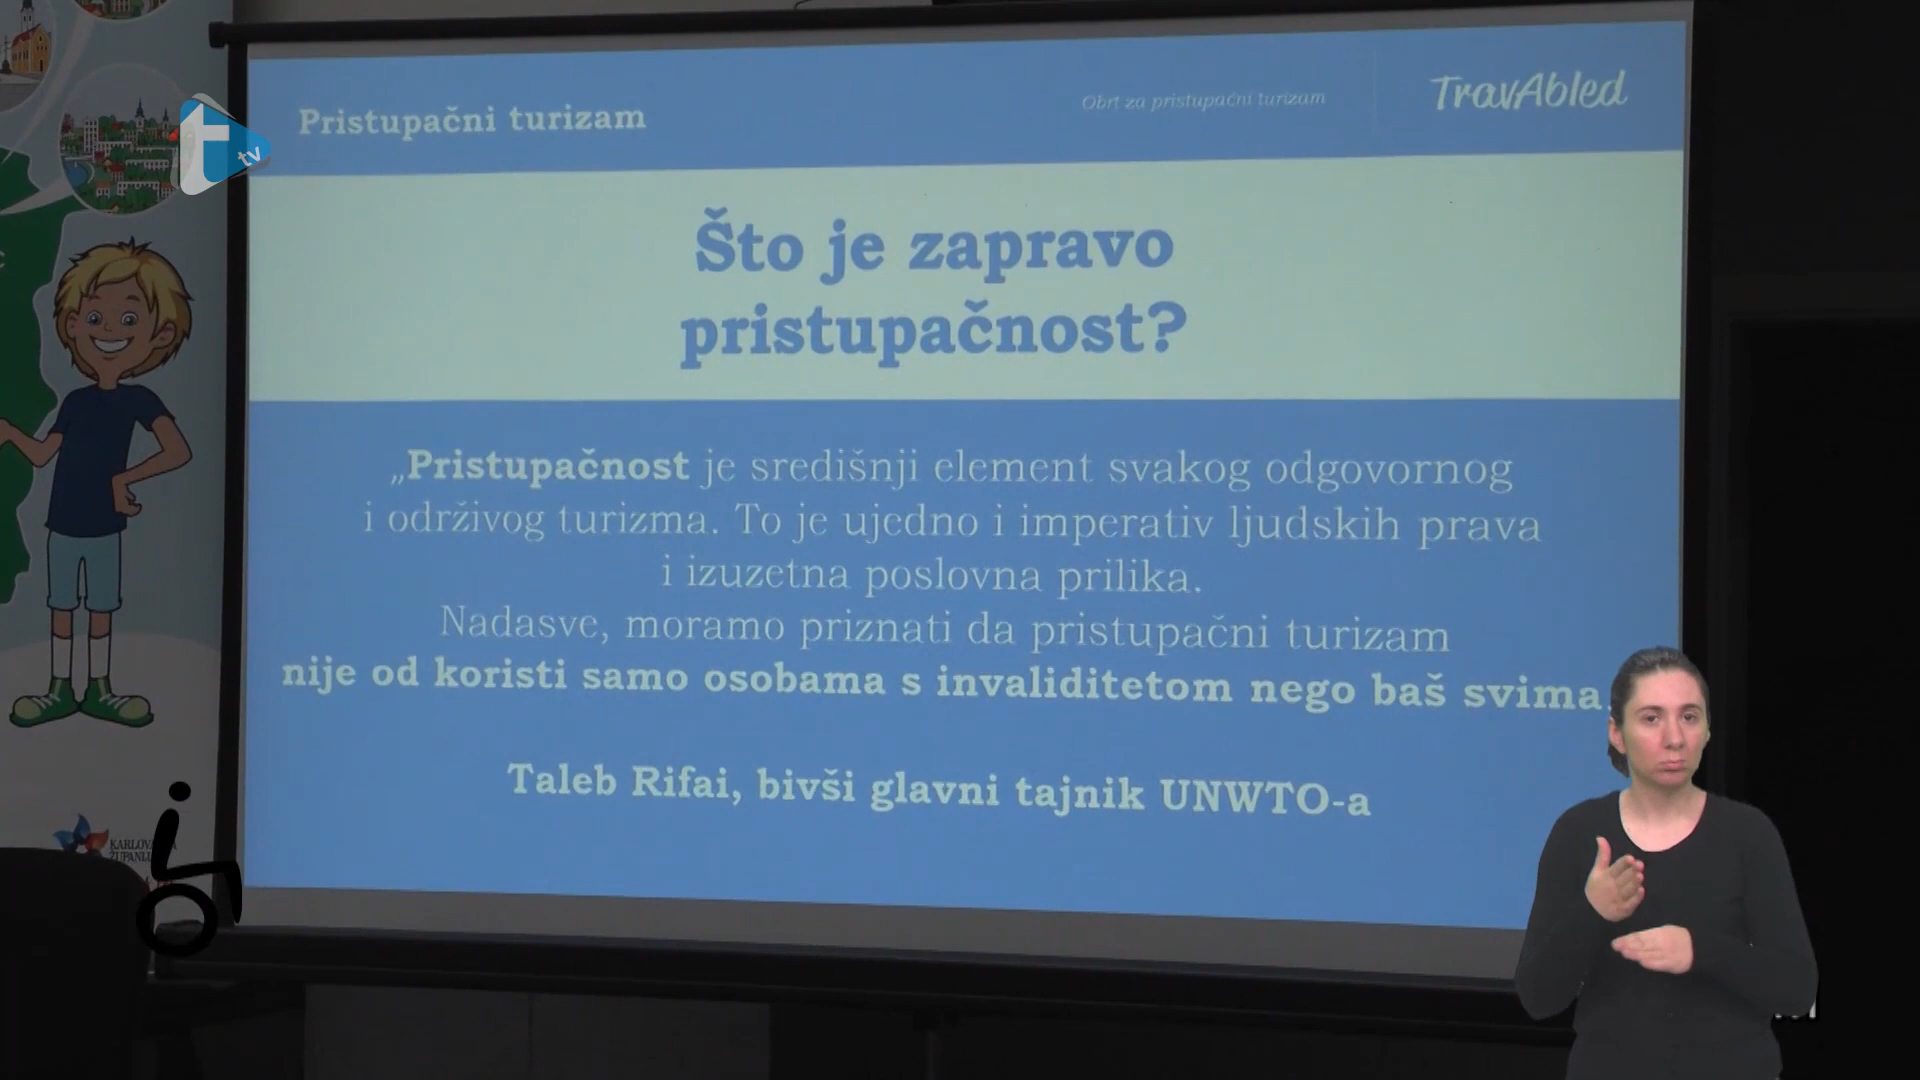 tv
Pristupačni turizam
Obrt za pristupačni turizam
TravAbled
Što je zapravo
pristupačnost?
„Pristupačnost je središnji element svakog odgovornog
i održivog turizma. To je ujedno i imperativ ljudskih prava
i izuzetna poslovna prilika.
Nadasve, moramo priznati da pristupačni turizam
nije od koristi samo osobama s invaliditetom nego baš svima.
Taleb Rifai, bivši glavni tajnik UNWTO-a